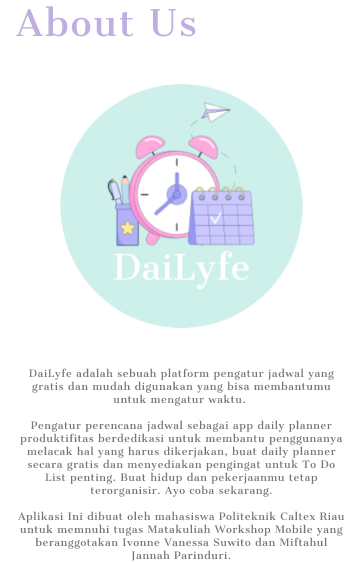 About Us
DaiLyfe
DaiLyfe adalah sebuah platform pengatur jadwal yang
gratis dan mudah digunakan yang bisa membantumu
untuk mengatur waktu.
Pengatur perencana jadwal sebagai app daily planner
produktifitas berdedikasi untuk membantu penggunanya
melacak hal yang harus dikerjakan, buat daily planner
secara gratis dan menyediakan pengingat untuk To Do
List penting. Buat hidup dan pekerjaanmu tetap
terorganisir. Ayo coba sekarang.
Aplikasi Ini dibuat oleh mahasiswa Politeknik Caltex Riau
untuk memnuhi tugas Matakuliah Workshop Mobile yang
beranggotakan Ivonne Vanessa Suwito dan Miftahul
Jannah Parinduri.